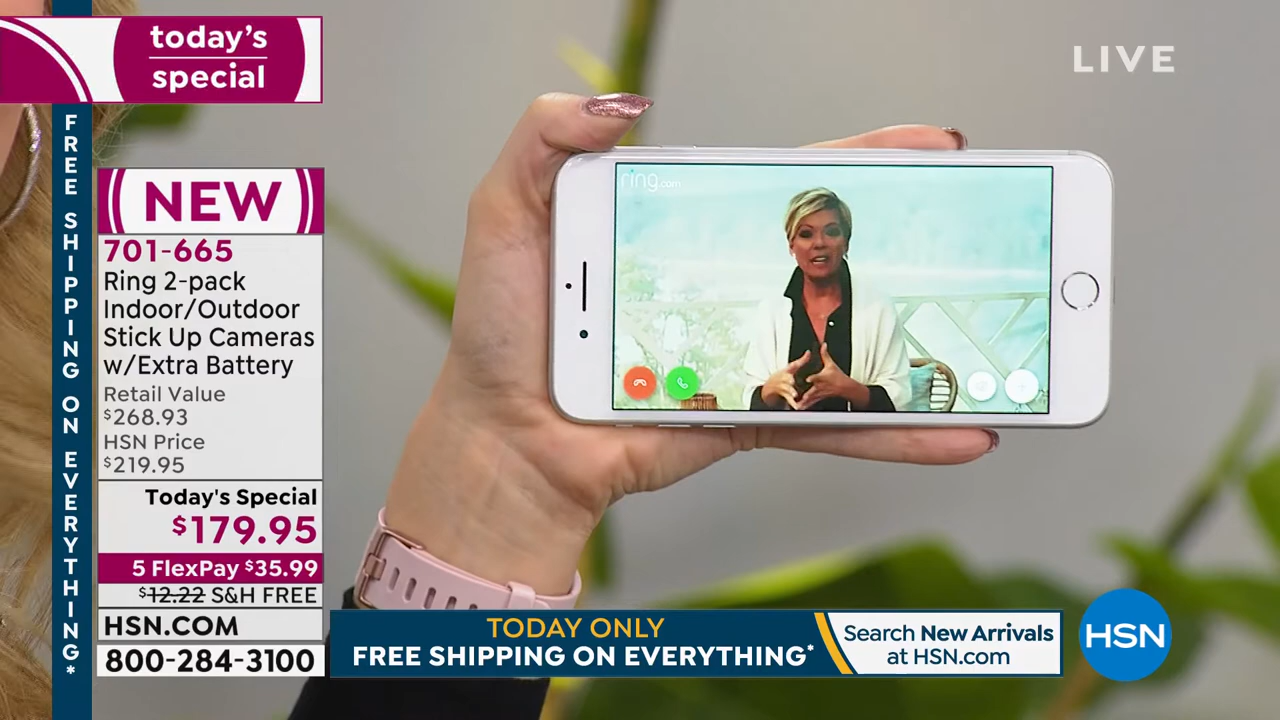 today's
special
LIVE
FREE SHIPPING ON EVERYTHING*
NEW
701-665
Ring 2-pack
Indoor/Outdoor
Stick Up Cameras
w/Extra Battery
Retail Value
$268.93
HSN Price
$219.95
Today's Special
$179.95
5 FlexPay $35.99
$12.22 S&H FREE
HSN.COM
800-284-3100
ring.com
TODAY ONLY
FREE SHIPPING ON EVERYTHING*
Search New Arrivals
at HSN.com
HSN